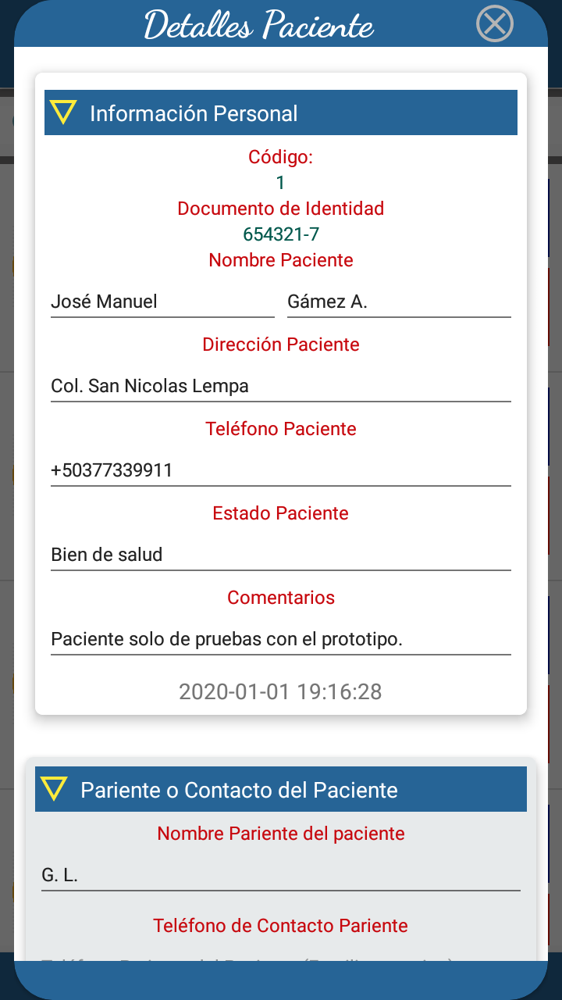 Detalles Paciente
Información Personal
Código:
1
Documento de Identidad
654321-7
Nombre Paciente
José Manuel Gámez A.
Dirección Paciente
Col. San Nicolas Lempa
Teléfono Paciente
+50377339911
Estado Paciente
Bien de salud
Comentarios
Paciente solo de pruebas con el prototipo.
2020-01-01 19:16:28
Pariente o Contacto del Paciente
Nombre Pariente del paciente
G. L.
Teléfono de Contacto Pariente